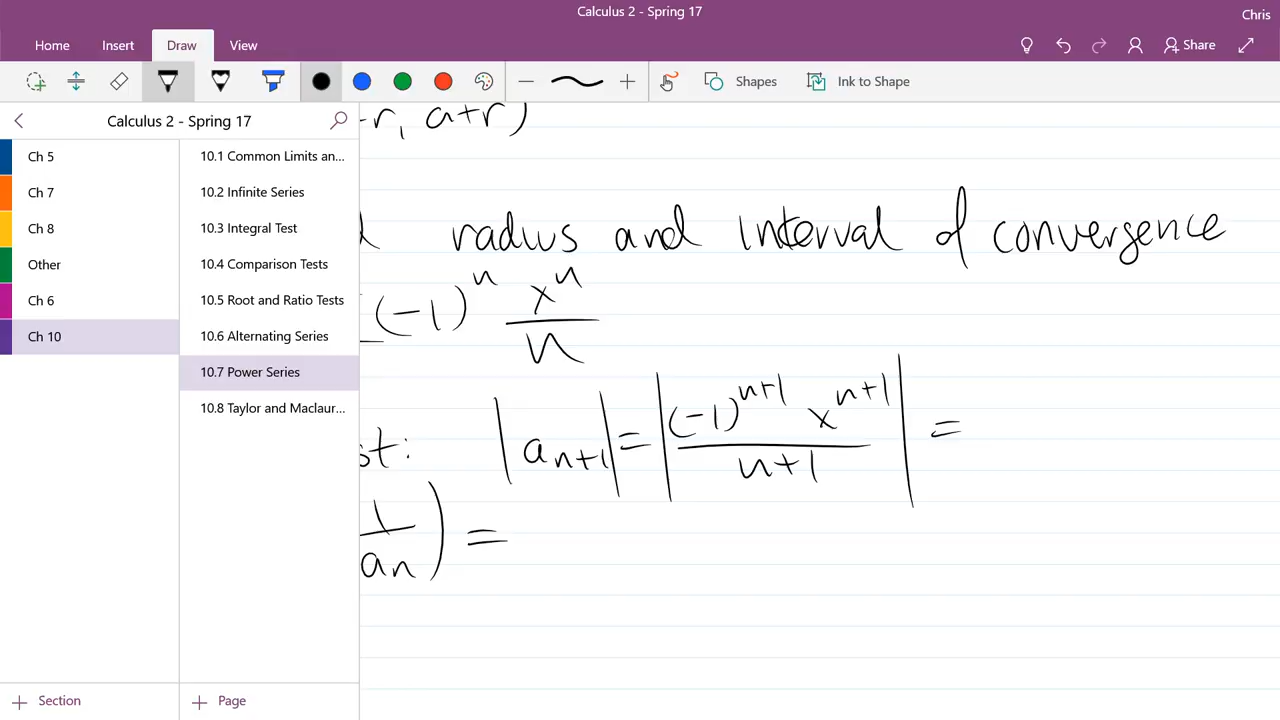 Calculus 2 - Spring 17
Chris
Home Insert Draw View
Share
Shapes
Ink to Shape
Calculus 2 - Spring 17
Ch 5
Ch 7
Ch 8
Other
Ch 6
Ch 10
10.1 Common Limits an...
10.2 Infinite Series
10.3 Integral Test
10.4 Comparison Tests
10.5 Root and Ratio Tests
10.6 Alternating Series
10.7 Power Series
10.8 Taylor and Maclaur...
Section
Page
-r, a+r)
radius and interval of convergence
(-1)^n x^n/n
st: |a_{n+1}| = |(-1)^{n+1} x^{n+1}/(n+1)| =
1/an) =